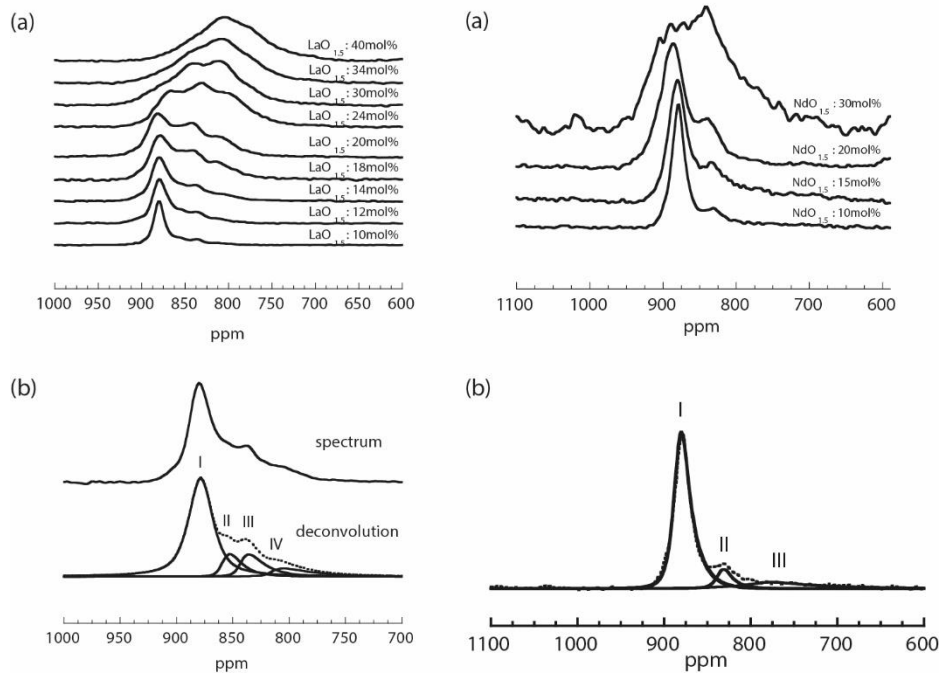 (a)
LaO1.5 : 40mol%
LaO1.5 : 34mol%
LaO1.5 : 30mol%
LaO1.5 : 24mol%
LaO1.5 : 20mol%
LaO1.5 : 18mol%
LaO1.5 : 14mol%
LaO1.5 : 12mol%
LaO1.5 : 10mol%
1000 950 900 850 800 750 700 650 600
ppm
(a)
NdO1.5 : 30mol%
NdO1.5 : 20mol%
NdO1.5 : 15mol%
NdO1.5 : 10mol%
1100 1000 900 800 700 600
ppm
(b)
spectrum
I
II III
deconvolution
IV
1000 950 900 850 800 750 700
ppm
(b)
I
II
III
1100 1000 900 800 700 600
ppm